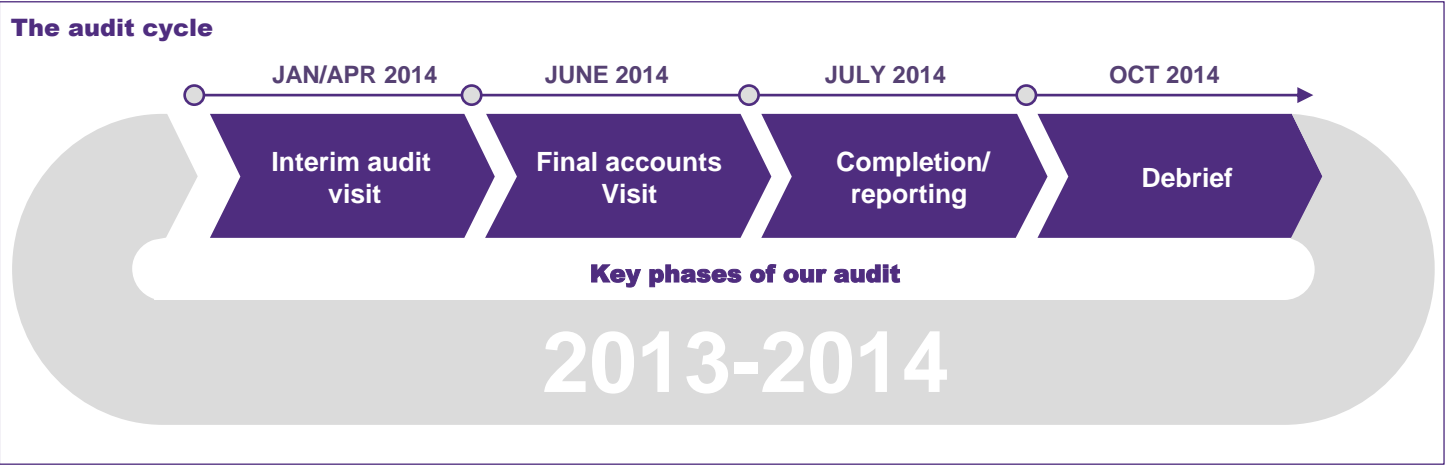 The audit cycle
JAN/APR 2014
JUNE 2014
JULY 2014
OCT 2014
Interim audit
visit
Final accounts
Visit
Completion/
reporting
Debrief
Key phases of our audit
2013-2014